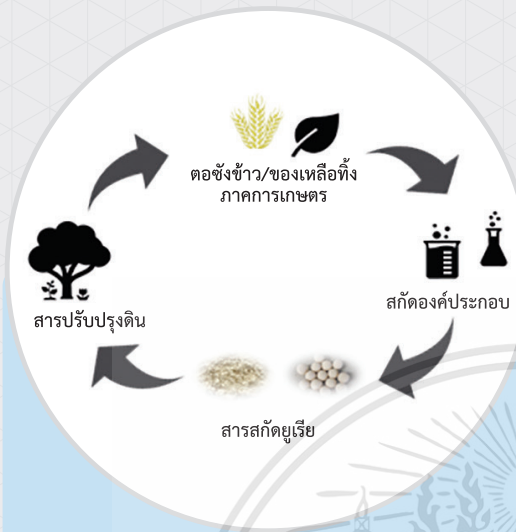 ตอซังข้าว/ของเหลือทิ้ง
ภาคการเกษตร
สกัดองค์ประกอบ
สารสกัดยูเรีย
สารปรับปรุงดิน